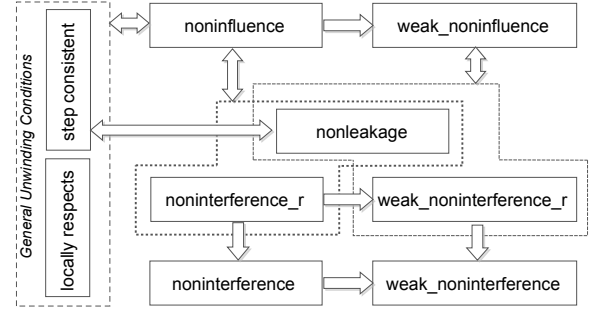 General Unwinding Conditions
step consistent
locally respects
noninfluence
weak_noninfluence
nonleakage
noninterference_r
weak_noninterference_r
noninterference
weak_noninterference